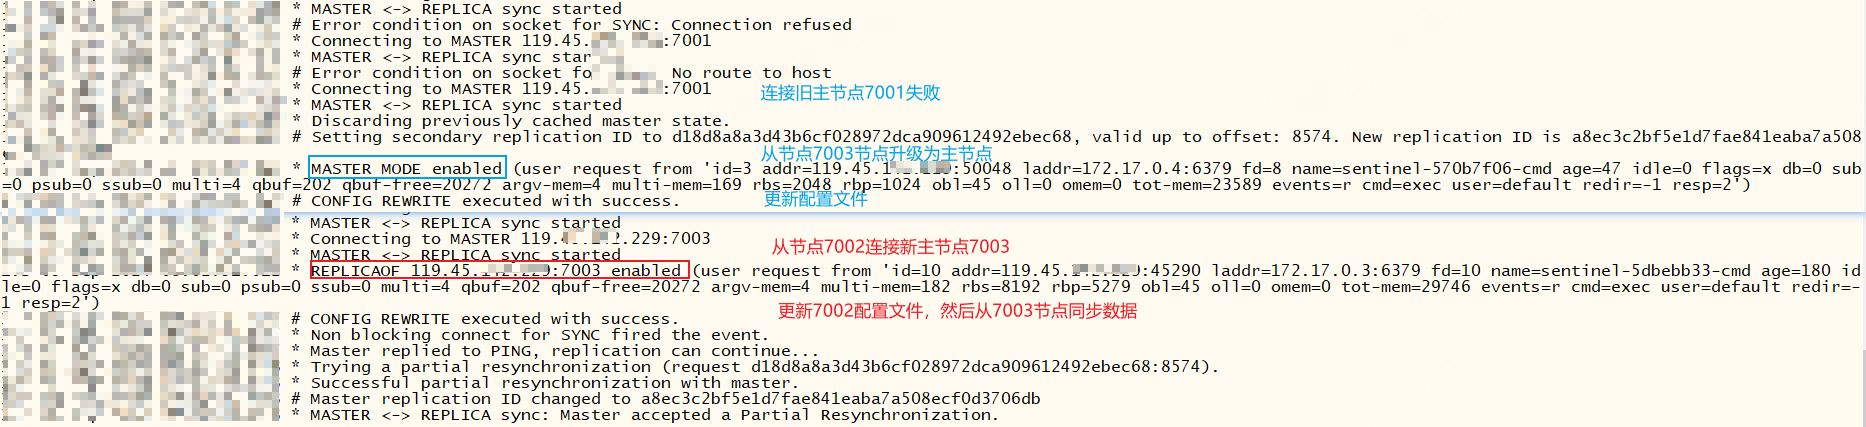 * MASTER <-> REPLICA sync started
# Error condition on socket for SYNC: Connection refused
* Connecting to MASTER 119.45. :7001
* MASTER <-> REPLICA sync star
# Error condition on socket fo No route to host
* Connecting to MASTER 119.45. :7001
连接旧主节点7001失败
* MASTER <-> REPLICA sync started
* Discarding previously cached master state.
# Setting secondary replication ID to d18d8a8a3d43b6cf028972dca909612492ebec68, valid up to offset: 8574. New replication ID is a8ec3c2bf5e1d7fae841eaba7a508
从节点7003节点升级为主节点
* MASTER MODE enabled (user request from 'id=3 addr=119.45.1 :50048 laddr=172.17.0.4:6379 fd=8 name=sentinel-570b7f06-cmd age=47 idle=0 flags=x db=0 sub
=0 psub=0 ssub=0 multi=4 qbuf=202 qbuf-free=20272 argv-mem=4 multi-mem=169 rbs=2048 rbp=1024 obl=45 oll=0 omem=0 tot-mem=23589 events=r cmd=exec user=default redir=-1 resp=2')
# CONFIG REWRITE executed with success.
更新配置文件
* MASTER <-> REPLICA sync started
* Connecting to MASTER 119.4 .229:7003
从节点7002连接新主节点7003
* MASTER <-> REPLICA sync started
* REPLICAOF 119.45. :7003 enabled (user request from 'id=10 addr=119.45. :45290 laddr=172.17.0.3:6379 fd=10 name=sentinel-5dbebb33-cmd age=180 id
le=0 flags=x db=0 sub=0 psub=0 ssub=0 multi=4 qbuf=202 qbuf-free=20272 argv-mem=4 multi-mem=182 rbs=8192 rbp=5279 obl=45 oll=0 omem=0 tot-mem=29746 events=r cmd=exec user=default redir=-
1 resp=2')
更新7002配置文件，然后从7003节点同步数据
# CONFIG REWRITE executed with success.
* Non blocking connect for SYNC fired the event.
* Master replied to PING, replication can continue...
* Trying a partial resynchronization (request d18d8a8a3d43b6cf028972dca909612492ebec68:8574).
* Successful partial resynchronization with master.
# Master replication ID changed to a8ec3c2bf5e1d7fae841eaba7a508ecf0d3706db
* MASTER <-> REPLICA sync: Master accepted a Partial Resynchronization.